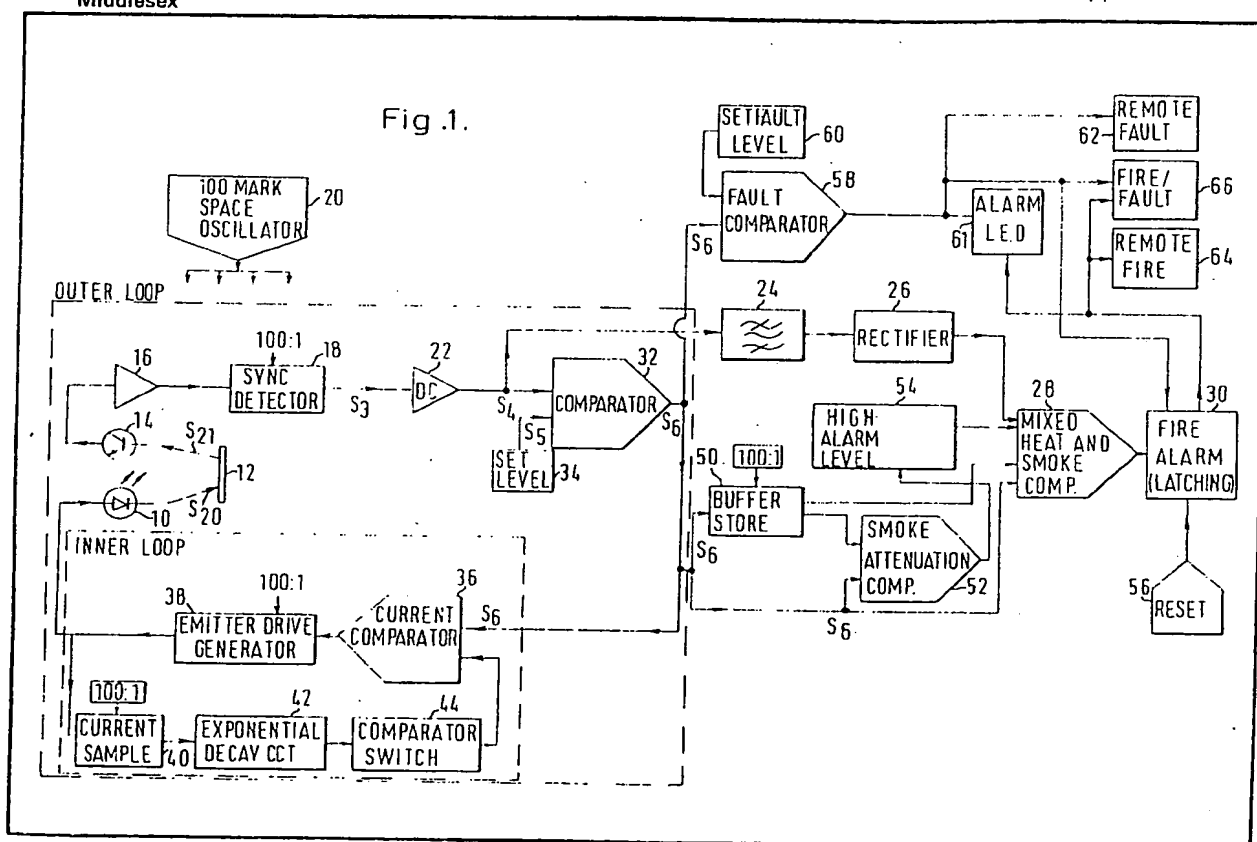 Middlesex
Fig.1.
100 MARK
SPACE
OSCILLATOR
20
SETFAULT
LEVEL
60
FAULT
COMPARATOR
58
S6
ALARM
L.E.D
61
REMOTE
FAULT
62
FIRE/
FAULT
66
REMOTE
FIRE
64
OUTER LOOP
16
100:1
SYNC
DETECTOR
18
S3
22
DC
S4
S5
COMPARATOR
32
S6
SET
LEVEL
34
24
26
RECTIFIER
14
S21
12
10
S20
54
HIGH
ALARM
LEVEL
28
MIXED
HEAT AND
SMOKE
COMP.
30
FIRE
ALARM
(LATCHING)
50.
100:1
BUFFER
STORE
S6
SMOKE
ATTENUATION
COMP.
52
S6
56
RESET
INNER LOOP
38
100:1
EMITTER DRIVE
GENERATOR
36
CURRENT
COMPARATOR
S6
100:1
CURRENT
SAMPLE
40
42
EXPONENTIAL
DECAY CCT
44
COMPARATOR
SWITCH